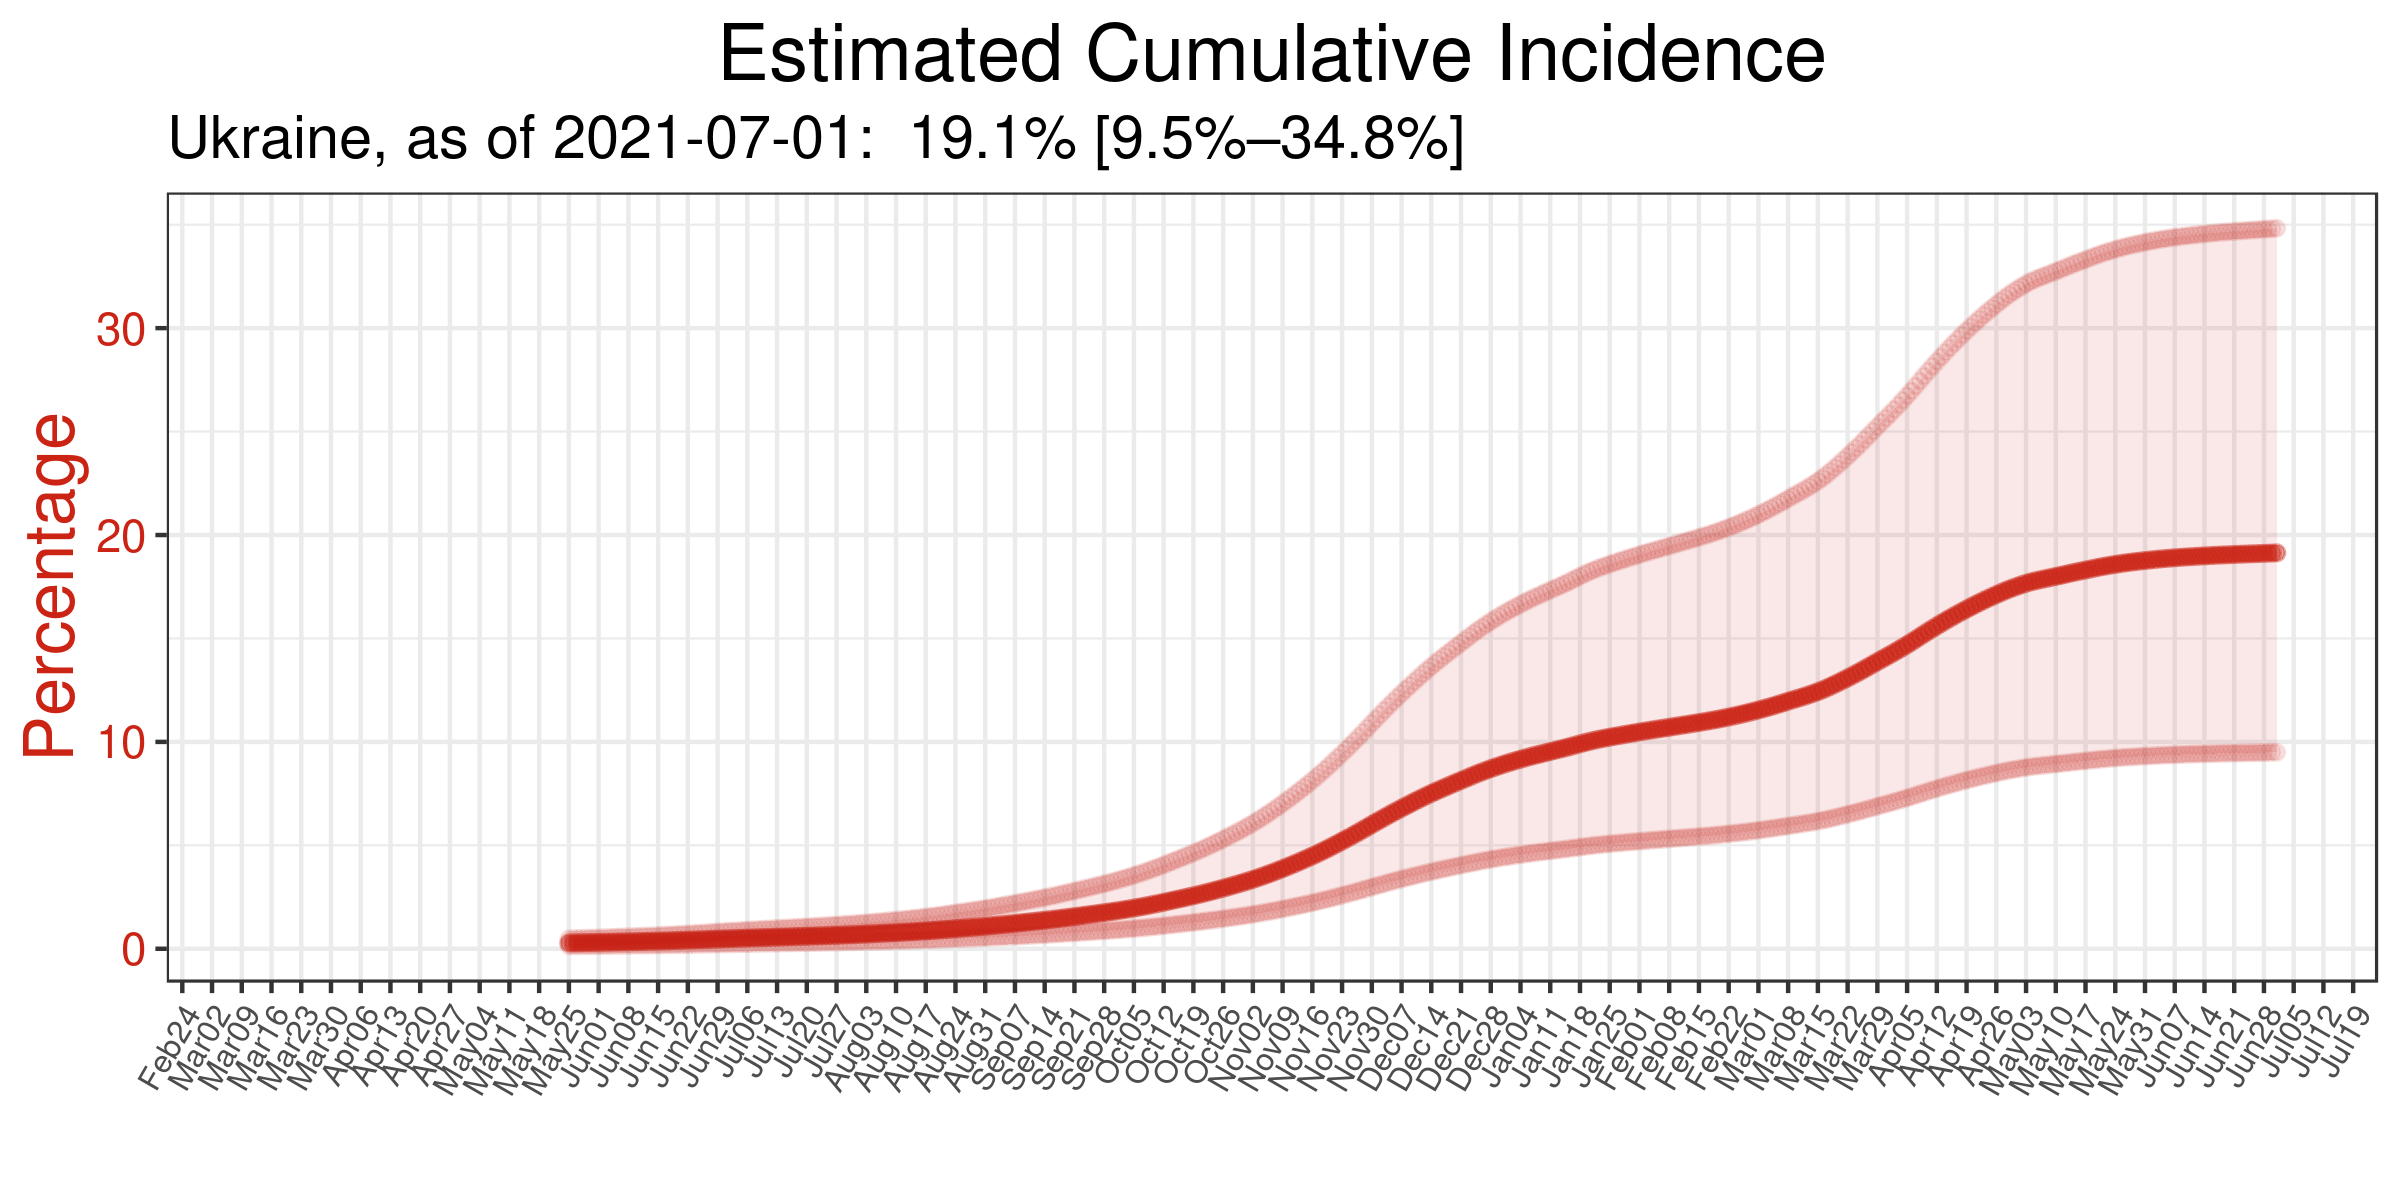 Estimated Cumulative Incidence
Ukraine, as of 2021-07-01:  19.1% [9.5%–34.8%]
Percentage
30
20
10
0
Feb24
Mar02
Mar09
Mar16
Mar23
Mar30
Apr06
Apr13
Apr20
Apr27
May04
May11
May18
May25
Jun01
Jun08
Jun15
Jun22
Jun29
Jul06
Jul13
Jul20
Jul27
Aug03
Aug10
Aug17
Aug24
Aug31
Sep07
Sep14
Sep21
Sep28
Oct05
Oct12
Oct19
Oct26
Nov02
Nov09
Nov16
Nov23
Nov30
Dec07
Dec14
Dec21
Dec28
Jan04
Jan11
Jan18
Jan25
Feb01
Feb08
Feb15
Feb22
Mar01
Mar08
Mar15
Mar22
Mar29
Apr05
Apr12
Apr19
Apr26
May03
May10
May17
May24
May31
Jun07
Jun14
Jun21
Jun28
Jul05
Jul12
Jul19